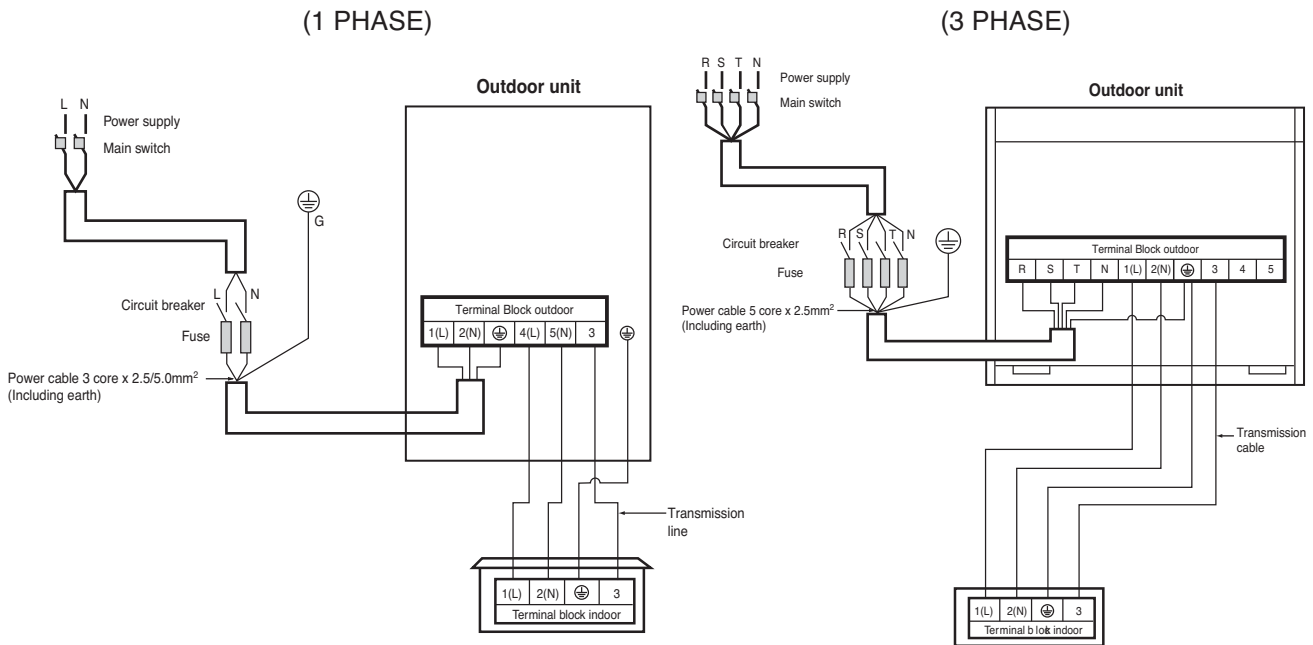 (1 PHASE)
L N
Power supply
Main switch
G
Circuit breaker
L N
Fuse
Power cable 3 core x 2.5/5.0mm²
(Including earth)
Outdoor unit
Terminal Block outdoor
1(L) 2(N) 4(L) 5(N) 3
Transmission
line
1(L) 2(N) 3
Terminal block indoor
(3 PHASE)
R S T N
Power supply
Main switch
R S T N
Circuit breaker
Fuse
Power cable 5 core x 2.5mm²
(Including earth)
Outdoor unit
Terminal Block outdoor
R S T N 1(L) 2(N) 3 4 5
Transmission
cable
1(L) 2(N) 3
Terminal block indoor